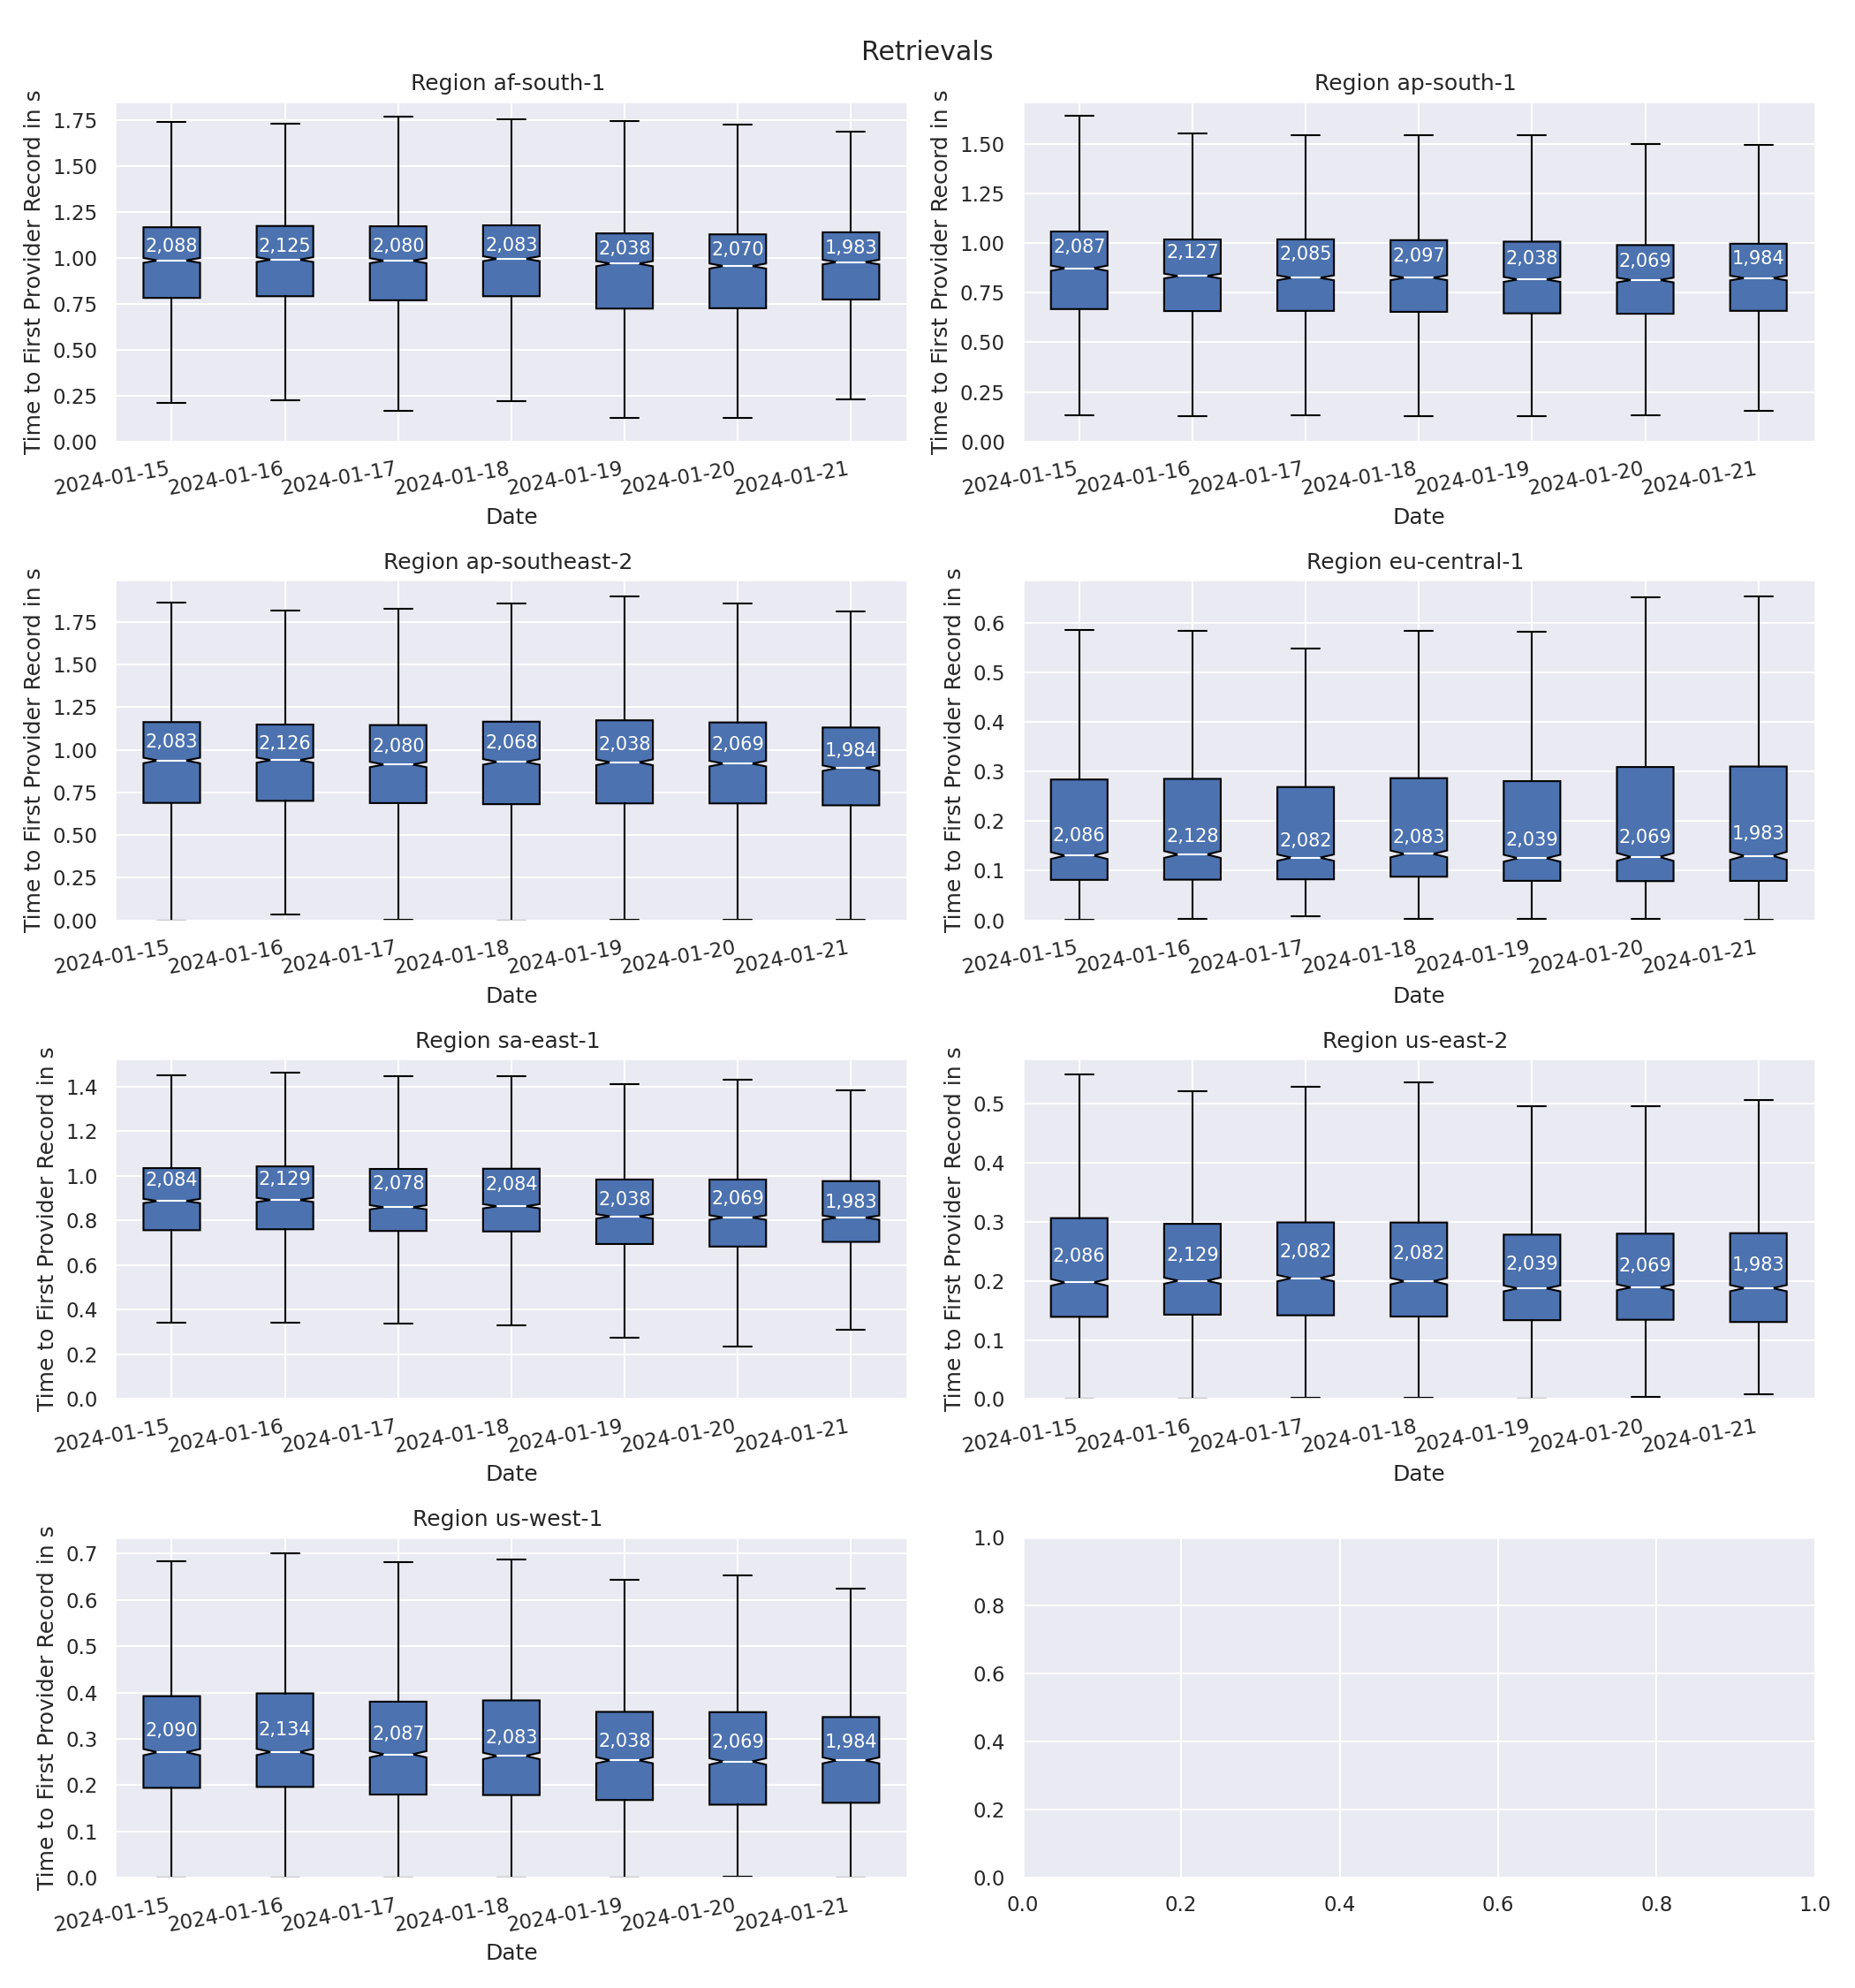 Retrievals
Region af-south-1
Time to First Provider Record in s
1.75
1.50
1.25
1.00
0.75
0.50
0.25
0.00
2,088 2,125 2,080 2,083 2,038 2,070 1,983
2024-01-15 2024-01-16 2024-01-17 2024-01-18 2024-01-19 2024-01-20 2024-01-21
Date
Region ap-south-1
Time to First Provider Record in s
1.50
1.25
1.00
0.75
0.50
0.25
0.00
2,087 2,127 2,085 2,097 2,038 2,069 1,984
2024-01-15 2024-01-16 2024-01-17 2024-01-18 2024-01-19 2024-01-20 2024-01-21
Date
Region ap-southeast-2
Time to First Provider Record in s
1.75
1.50
1.25
1.00
0.75
0.50
0.25
0.00
2,083 2,126 2,080 2,068 2,038 2,069 1,984
2024-01-15 2024-01-16 2024-01-17 2024-01-18 2024-01-19 2024-01-20 2024-01-21
Date
Region eu-central-1
Time to First Provider Record in s
0.6
0.5
0.4
0.3
0.2
0.1
0.0
2,086 2,128 2,082 2,083 2,039 2,069 1,983
2024-01-15 2024-01-16 2024-01-17 2024-01-18 2024-01-19 2024-01-20 2024-01-21
Date
Region sa-east-1
Time to First Provider Record in s
1.4
1.2
1.0
0.8
0.6
0.4
0.2
0.0
2,084 2,129 2,078 2,084 2,038 2,069 1,983
2024-01-15 2024-01-16 2024-01-17 2024-01-18 2024-01-19 2024-01-20 2024-01-21
Date
Region us-east-2
Time to First Provider Record in s
0.5
0.4
0.3
0.2
0.1
0.0
2,086 2,129 2,082 2,082 2,039 2,069 1,983
2024-01-15 2024-01-16 2024-01-17 2024-01-18 2024-01-19 2024-01-20 2024-01-21
Date
Region us-west-1
Time to First Provider Record in s
0.7
0.6
0.5
0.4
0.3
0.2
0.1
0.0
2,090 2,134 2,087 2,083 2,038 2,069 1,984
2024-01-15 2024-01-16 2024-01-17 2024-01-18 2024-01-19 2024-01-20 2024-01-21
Date
1.0
0.8
0.6
0.4
0.2
0.0
0.0 0.2 0.4 0.6 0.8 1.0